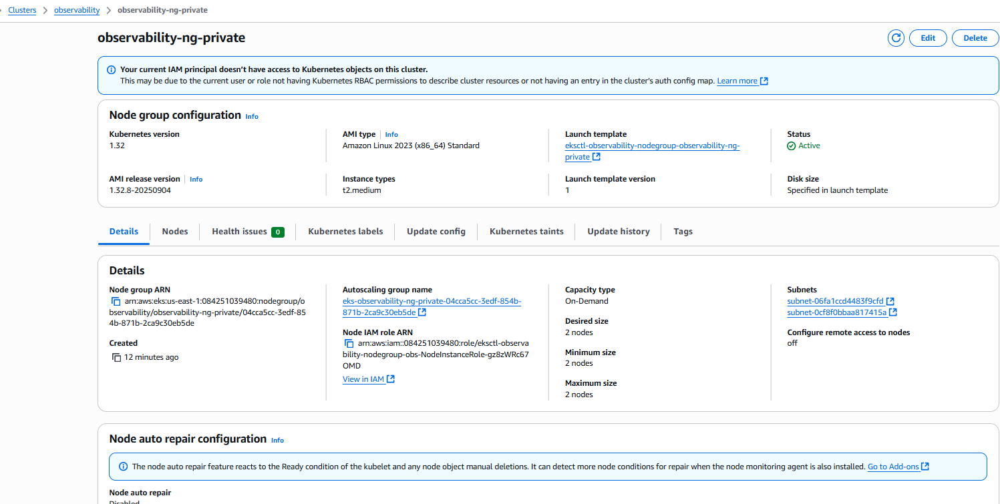 Clusters > observability > observability-ng-private
observability-ng-private
Edit
Delete
Your current IAM principal doesn't have access to Kubernetes objects on this cluster.
This may be due to the current user or role not having Kubernetes RBAC permissions to describe cluster resources or not having an entry in the cluster's auth config map. Learn more
Node group configuration Info
Kubernetes version
1.32
AMI type Info
Amazon Linux 2023 (x86_64) Standard
Launch template
eksctl-observability-nodegroup-observability-ng-
private
Status
Active
AMI release version Info
1.32.8-20250904
Instance types
t2.medium
Launch template version
1
Disk size
Specified in launch template
Details
Nodes
Health issues 0
Kubernetes labels
Update config
Kubernetes taints
Update history
Tags
Details
Node group ARN
arn:aws:eks:us-east-1:084251039480:nodegroup/o
bservability/observability-ng-private/04cca5cc-3edf-85
4b-871b-2ca9c30eb5de
Created
12 minutes ago
Autoscaling group name
eks-observability-ng-private-04cca5cc-3edf-854b-
871b-2ca9c30eb5de
Node IAM role ARN
arn:aws:iam::084251039480:role/eksctl-observa
bility-nodegroup-obs-NodeInstanceRole-gz8zWRc67
OMD
View in IAM
Capacity type
On-Demand
Desired size
2 nodes
Minimum size
2 nodes
Maximum size
2 nodes
Subnets
subnet-06fa1ccd4483f9cfd
subnet-0cf8f0bbaa817415a
Configure remote access to nodes
off
Node auto repair configuration Info
The node auto repair feature reacts to the Ready condition of the kubelet and any node object manual deletions. It can detect more node conditions for repair when the node monitoring agent is also installed. Go to Add-ons
Node auto repair
Disabled